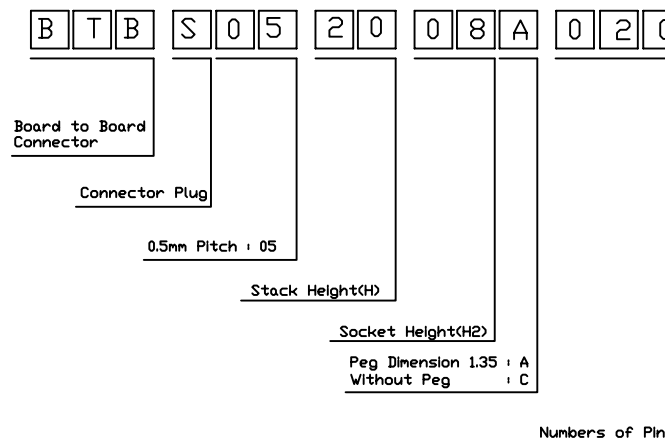 B T B S 0 5 2 0 0 8 A 0 2 0
Board to Board
Connector
Connector Plug
0.5mm Pitch : 05
Stack Height(H)
Socket Height(H2)
Peg Dimension 1.35 : A
Without Peg : C
Numbers of Pin